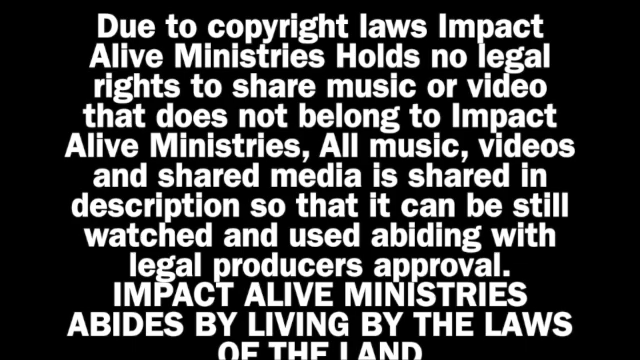 Due to copyright laws Impact
Alive Ministries Holds no legal
rights to share music or video
that does not belong to Impact
Alive Ministries, All music, videos
and shared media is shared in
description so that it can be still
watched and used abiding with
legal producers approval.
IMPACT ALIVE MINISTRIES
ABIDES BY LIVING BY THE LAWS
OF THE LAND